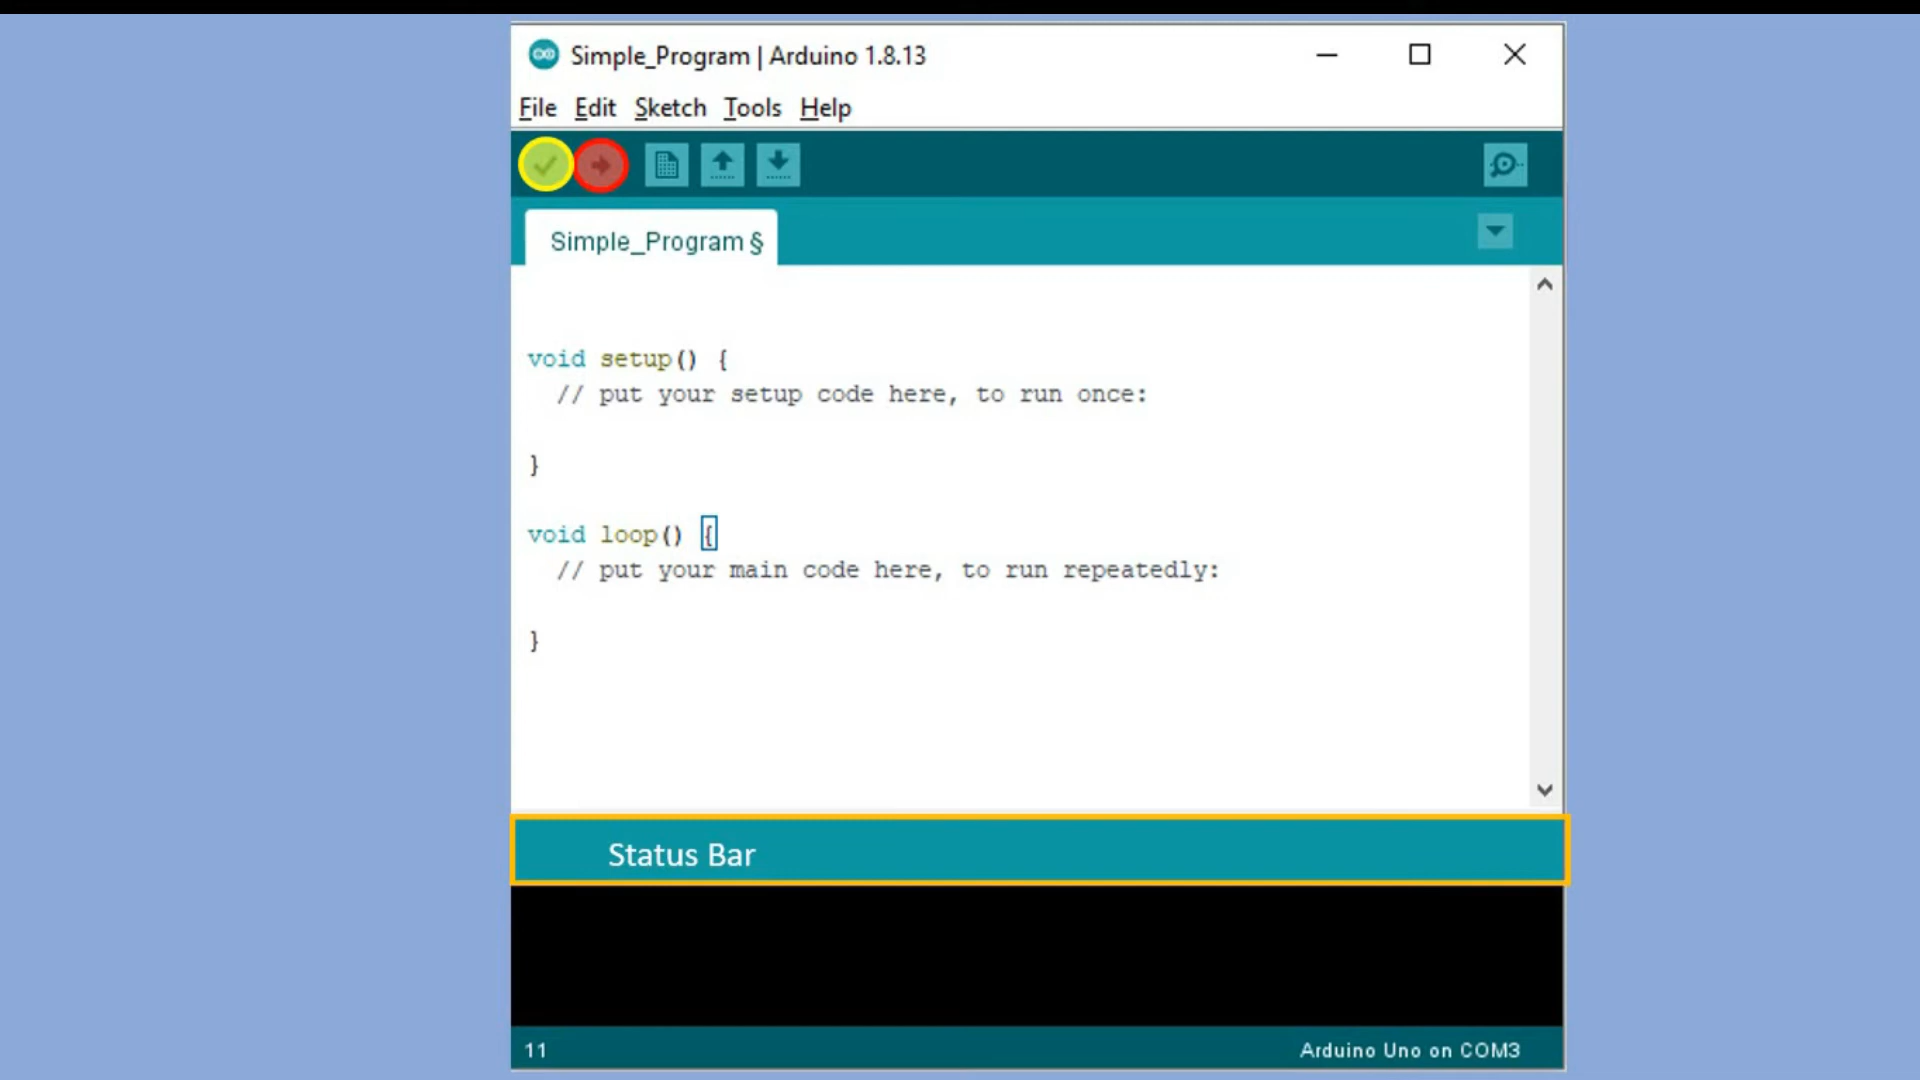 Simple_Program | Arduino 1.8.13
File Edit Sketch Tools Help
Simple_Program §
void setup() {
  // put your setup code here, to run once:
}
void loop() {
  // put your main code here, to run repeatedly:
}
Status Bar
11 Arduino Uno on COM3